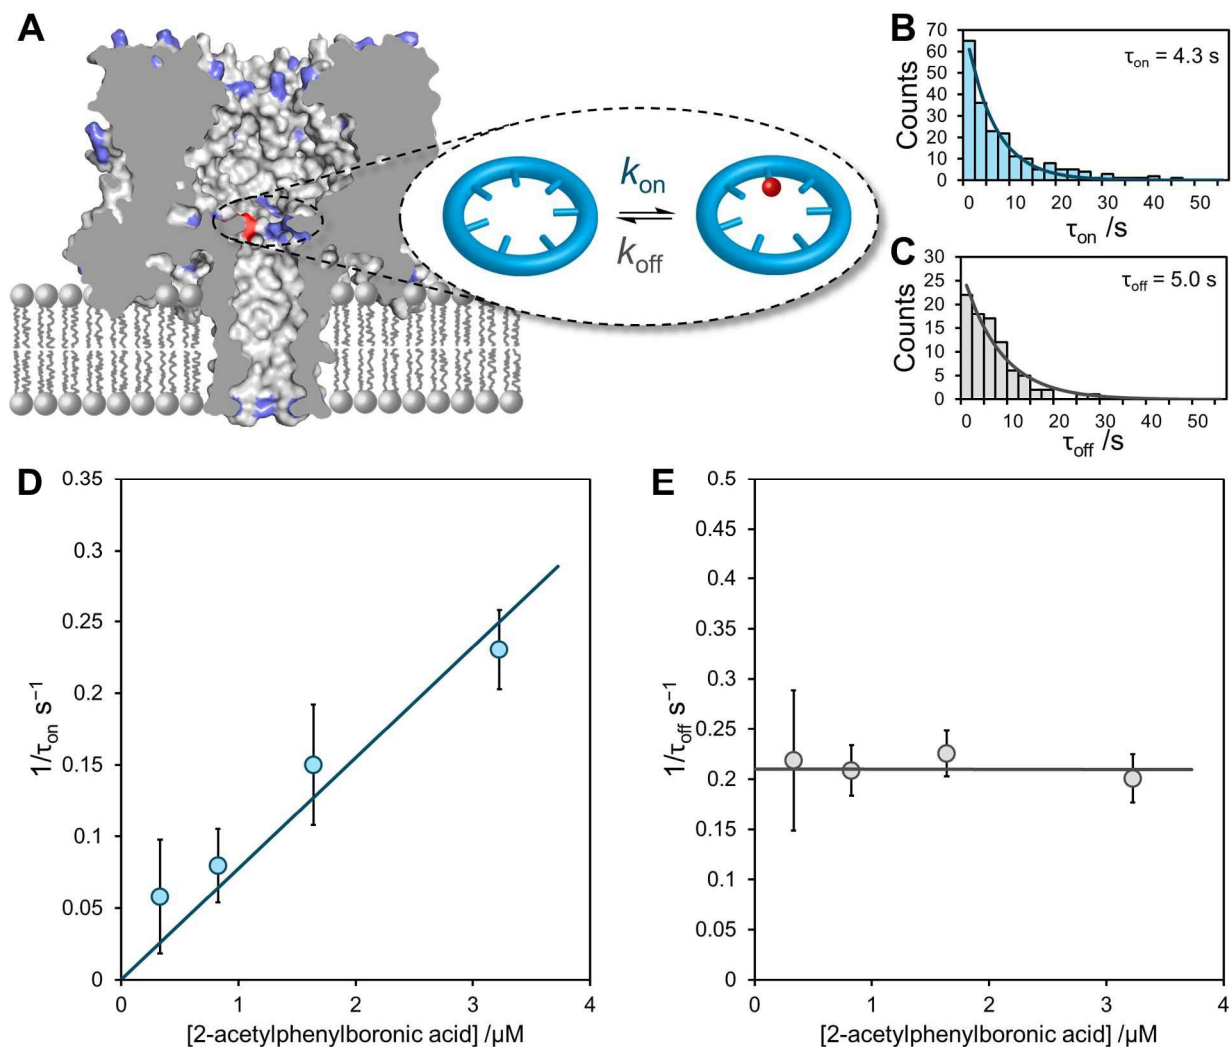 A
k_on
k_off
B
τ_on = 4.3 s
Counts
70
60
50
40
30
20
10
0
0 10 20 30 40 50
τ_on /s
C
τ_off = 5.0 s
Counts
30
25
20
15
10
5
0
0 10 20 30 40 50
τ_off /s
D
1/τ_on s⁻¹
0.35
0.3
0.25
0.2
0.15
0.1
0.05
0
0 1 2 3 4
[2-acetylphenylboronic acid] /µM
E
1/τ_off s⁻¹
0.5
0.45
0.4
0.35
0.3
0.25
0.2
0.15
0.1
0.05
0
0 1 2 3 4
[2-acetylphenylboronic acid] /µM